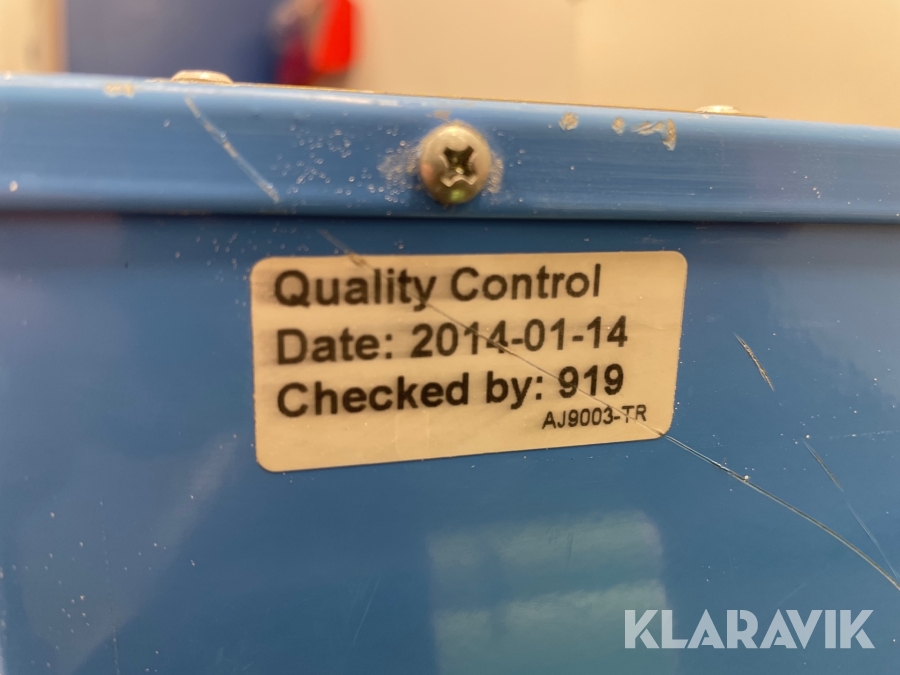 Quality Control
Date: 2014-01-14
Checked by: 919
AJ9003-TR
KLARAVIK